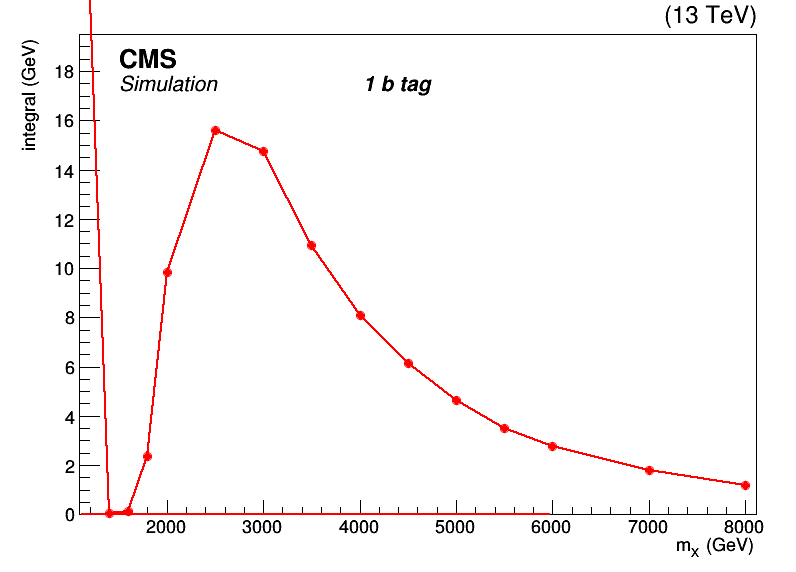 (13 TeV)
CMS
Simulation
1 b tag
integral (GeV)
18
16
14
12
10
8
6
4
2
0
2000 3000 4000 5000 6000 7000 8000
m_X (GeV)